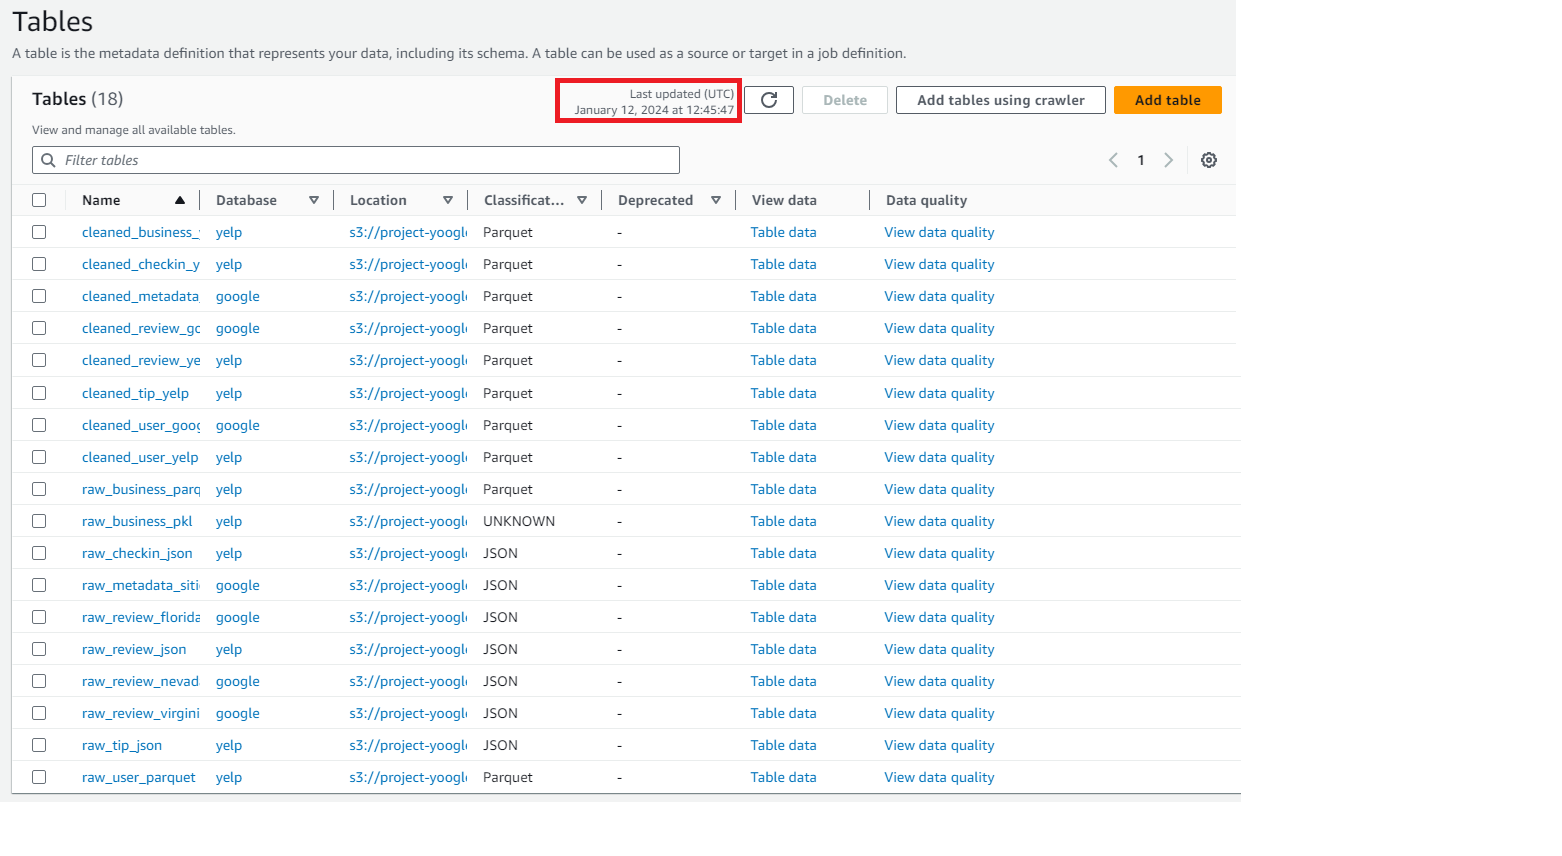 Tables
A table is the metadata definition that represents your data, including its schema. A table can be used as a source or target in a job definition.
Tables (18)
Last updated (UTC)
January 12, 2024 at 12:45:47
Delete
Add tables using crawler
Add table
View and manage all available tables.
Filter tables
1
Name Database Location Classificat... Deprecated View data Data quality
cleaned_business_ yelp s3://project-yoogl Parquet - Table data View data quality
cleaned_checkin_y yelp s3://project-yoogl Parquet - Table data View data quality
cleaned_metadata_ google s3://project-yoogl Parquet - Table data View data quality
cleaned_review_go google s3://project-yoogl Parquet - Table data View data quality
cleaned_review_ye yelp s3://project-yoogl Parquet - Table data View data quality
cleaned_tip_yelp yelp s3://project-yoogl Parquet - Table data View data quality
cleaned_user_goog google s3://project-yoogl Parquet - Table data View data quality
cleaned_user_yelp yelp s3://project-yoogl Parquet - Table data View data quality
raw_business_parq yelp s3://project-yoogl Parquet - Table data View data quality
raw_business_pkl yelp s3://project-yoogl UNKNOWN - Table data View data quality
raw_checkin_json yelp s3://project-yoogl JSON - Table data View data quality
raw_metadata_siti google s3://project-yoogl JSON - Table data View data quality
raw_review_florida google s3://project-yoogl JSON - Table data View data quality
raw_review_json yelp s3://project-yoogl JSON - Table data View data quality
raw_review_nevad google s3://project-yoogl JSON - Table data View data quality
raw_review_virgini google s3://project-yoogl JSON - Table data View data quality
raw_tip_json yelp s3://project-yoogl JSON - Table data View data quality
raw_user_parquet yelp s3://project-yoogl Parquet - Table data View data quality